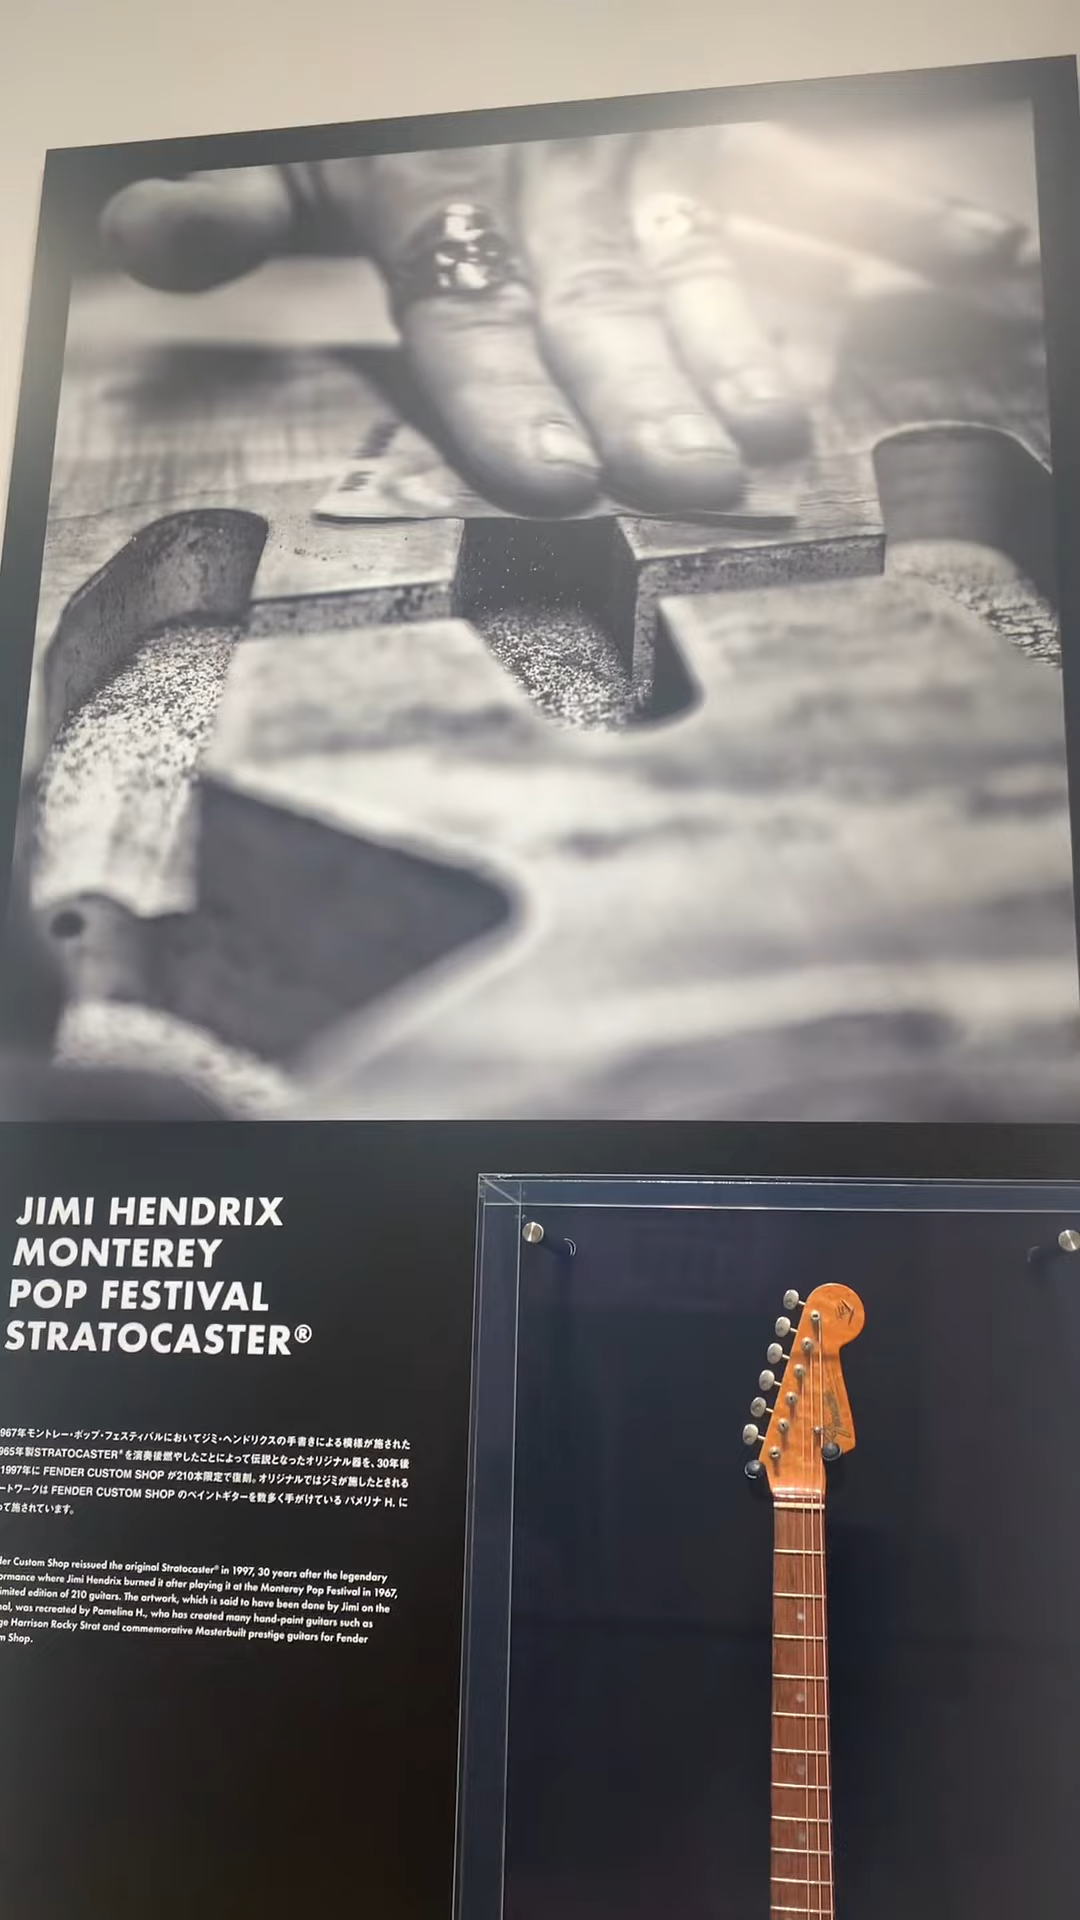 JIMI HENDRIX
MONTEREY
POP FESTIVAL
STRATOCASTER®
967年モントレー・ポップ・フェスティバルにおいてジミ・ヘンドリクスの手書きによる模様が施された
965年製STRATOCASTER®を演奏後燃やしたことによって伝説となったオリジナル器を、30年後
1997年に FENDER CUSTOM SHOP が210本限定で復刻。オリジナルではジミが施したとされる
ートワークは FENDER CUSTOM SHOP のペイントギターを数多く手がけている パメリナ H. に
って施されています。
der Custom Shop reissued the original Stratocaster® in 1997, 30 years after the legendary
ormance where Jimi Hendrix burned it after playing it at the Monterey Pop Festival in 1967,
imited edition of 210 guitars. The artwork, which is said to have been done by Jimi on the
nal, was recreated by Pamelina H., who has created many hand-paint guitars such as
ge Harrison Rocky Strat and commemorative Masterbuilt prestige guitars for Fender
m Shop.
Fender